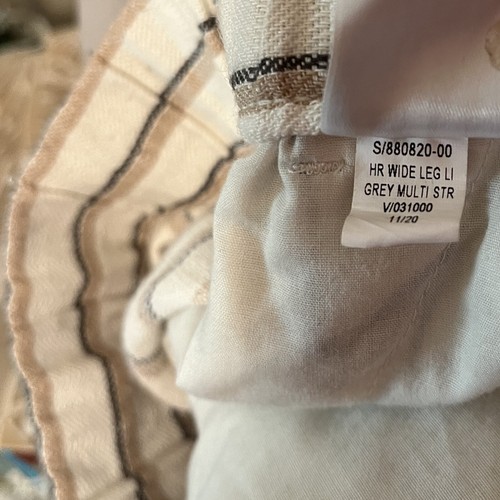 S/880820-00
HR WIDE LEG LI
GREY MULTI STR
V/031000
11/20